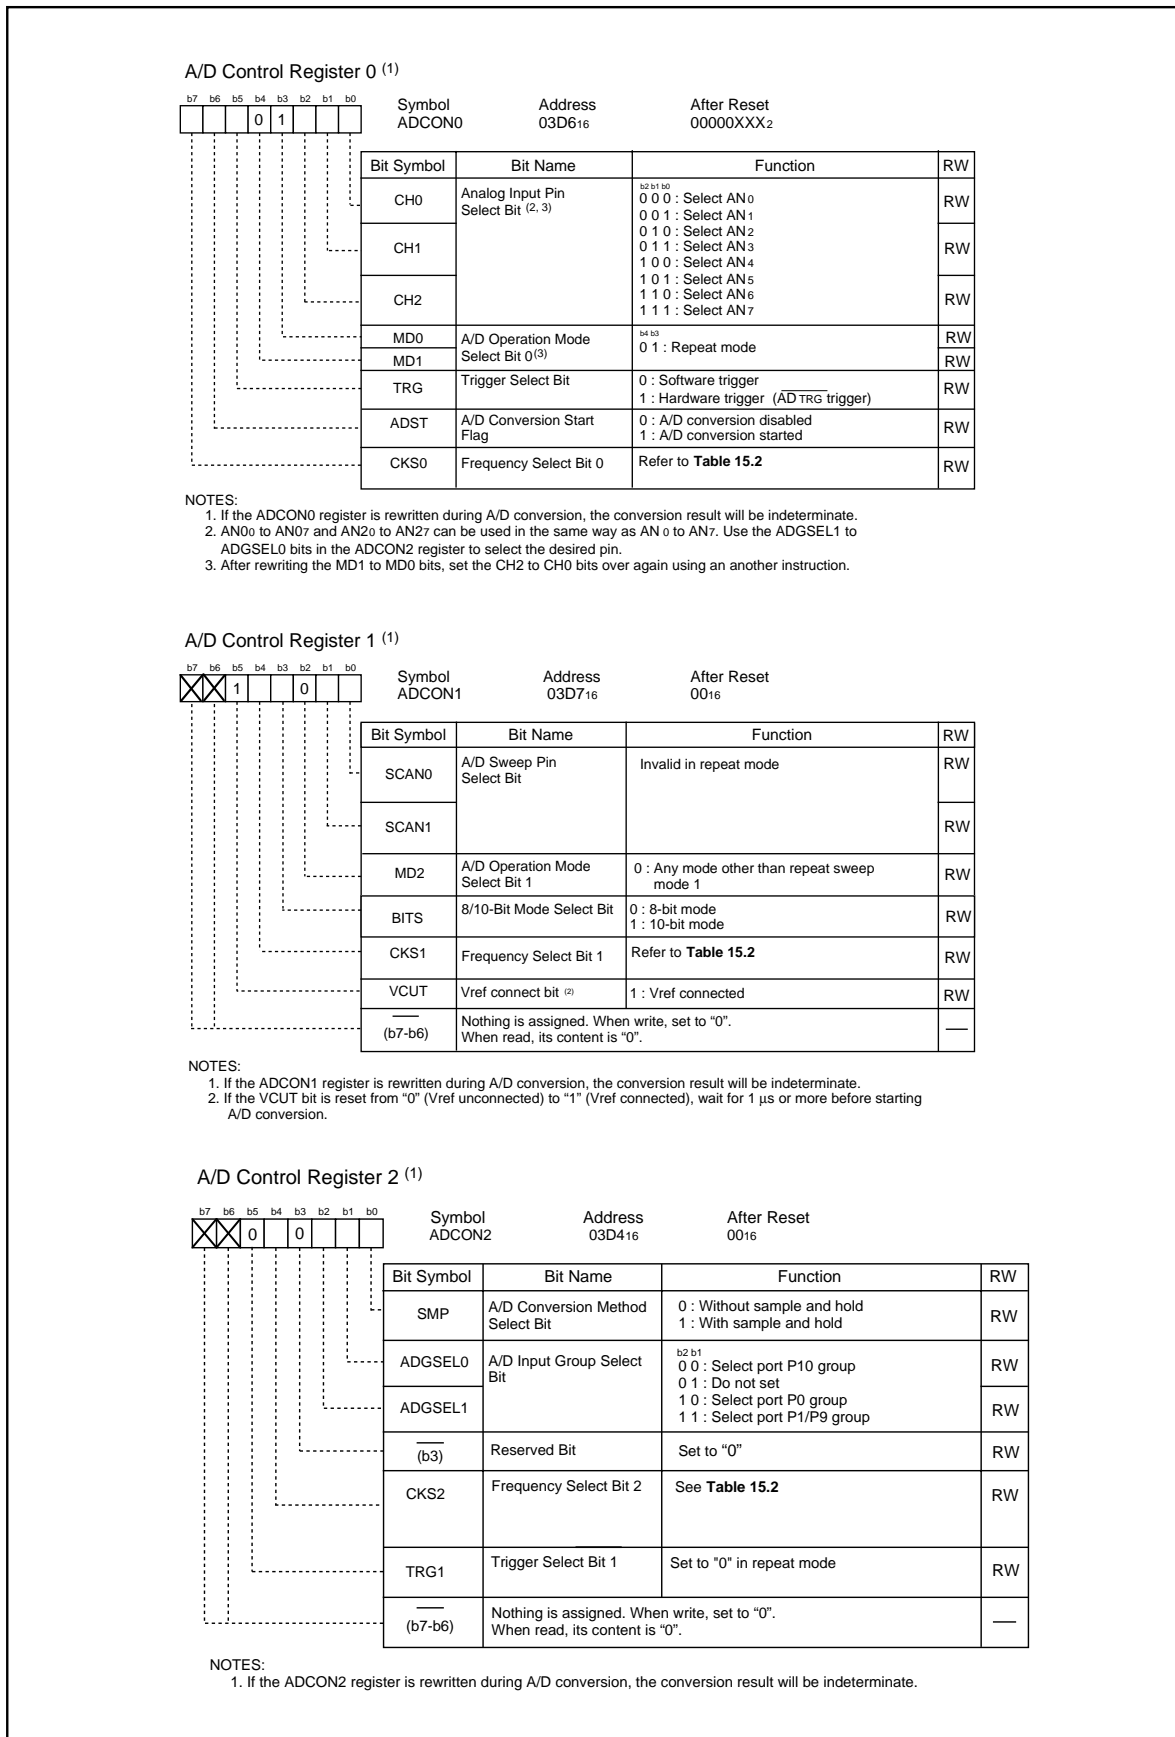 A/D Control Register 0 (1)
b7 b6 b5 b4 b3 b2 b1 b0
0 1
Symbol Address After Reset
ADCON0 03D616 00000XXX2
Bit Symbol Bit Name Function RW
CH0 Analog Input Pin Select Bit (2, 3) RW
b2 b1 b0
0 0 0 : Select AN0
0 0 1 : Select AN1
0 1 0 : Select AN2
CH1 0 1 1 : Select AN3 RW
1 0 0 : Select AN4
1 0 1 : Select AN5
CH2 1 1 0 : Select AN6 RW
1 1 1 : Select AN7
MD0 A/D Operation Mode b4 b3 RW
MD1 Select Bit 0(3) 0 1 : Repeat mode RW
TRG Trigger Select Bit 0 : Software trigger RW
1 : Hardware trigger (ADTRG trigger)
ADST A/D Conversion Start 0 : A/D conversion disabled RW
Flag 1 : A/D conversion started
CKS0 Frequency Select Bit 0 Refer to Table 15.2 RW
NOTES:
1. If the ADCON0 register is rewritten during A/D conversion, the conversion result will be indeterminate.
2. AN00 to AN07 and AN20 to AN27 can be used in the same way as AN0 to AN7. Use the ADGSEL1 to
ADGSEL0 bits in the ADCON2 register to select the desired pin.
3. After rewriting the MD1 to MD0 bits, set the CH2 to CH0 bits over again using an another instruction.
A/D Control Register 1 (1)
b7 b6 b5 b4 b3 b2 b1 b0
1 0
Symbol Address After Reset
ADCON1 03D716 0016
Bit Symbol Bit Name Function RW
SCAN0 A/D Sweep Pin Invalid in repeat mode RW
Select Bit
SCAN1 RW
MD2 A/D Operation Mode 0 : Any mode other than repeat sweep RW
Select Bit 1 mode 1
BITS 8/10-Bit Mode Select Bit 0 : 8-bit mode RW
1 : 10-bit mode
CKS1 Frequency Select Bit 1 Refer to Table 15.2 RW
VCUT Vref connect bit (2) 1 : Vref connected RW
(b7-b6) Nothing is assigned. When write, set to “0”.
When read, its content is “0”.
NOTES:
1. If the ADCON1 register is rewritten during A/D conversion, the conversion result will be indeterminate.
2. If the VCUT bit is reset from “0” (Vref unconnected) to “1” (Vref connected), wait for 1 µs or more before starting
A/D conversion.
A/D Control Register 2 (1)
b7 b6 b5 b4 b3 b2 b1 b0
0 0
Symbol Address After Reset
ADCON2 03D416 0016
Bit Symbol Bit Name Function RW
SMP A/D Conversion Method 0 : Without sample and hold RW
Select Bit 1 : With sample and hold
b2 b1
ADGSEL0 A/D Input Group Select 0 0 : Select port P10 group RW
Bit 0 1 : Do not set
ADGSEL1 1 0 : Select port P0 group RW
1 1 : Select port P1/P9 group
(b3) Reserved Bit Set to “0” RW
CKS2 Frequency Select Bit 2 See Table 15.2 RW
TRG1 Trigger Select Bit 1 Set to "0" in repeat mode RW
(b7-b6) Nothing is assigned. When write, set to “0”.
When read, its content is “0”.
NOTES:
1. If the ADCON2 register is rewritten during A/D conversion, the conversion result will be indeterminate.